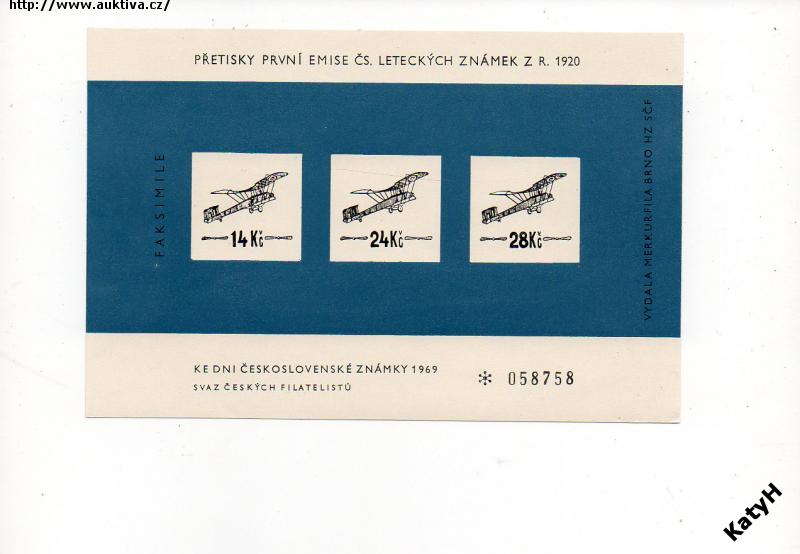 http://www.auktiva.cz/
PŘETISKY PRVNÍ EMISE ČS. LETECKÝCH ZNÁMEK Z R. 1920
FAKSIMILE
14 Kč
24 Kč
28 Kč
VYDALA MERKURFILA BRNO HZ SČF
KE DNI ČESKOSLOVENSKÉ ZNÁMKY 1969
SVAZ ČESKÝCH FILATELISTŮ
* 058758
KatyH